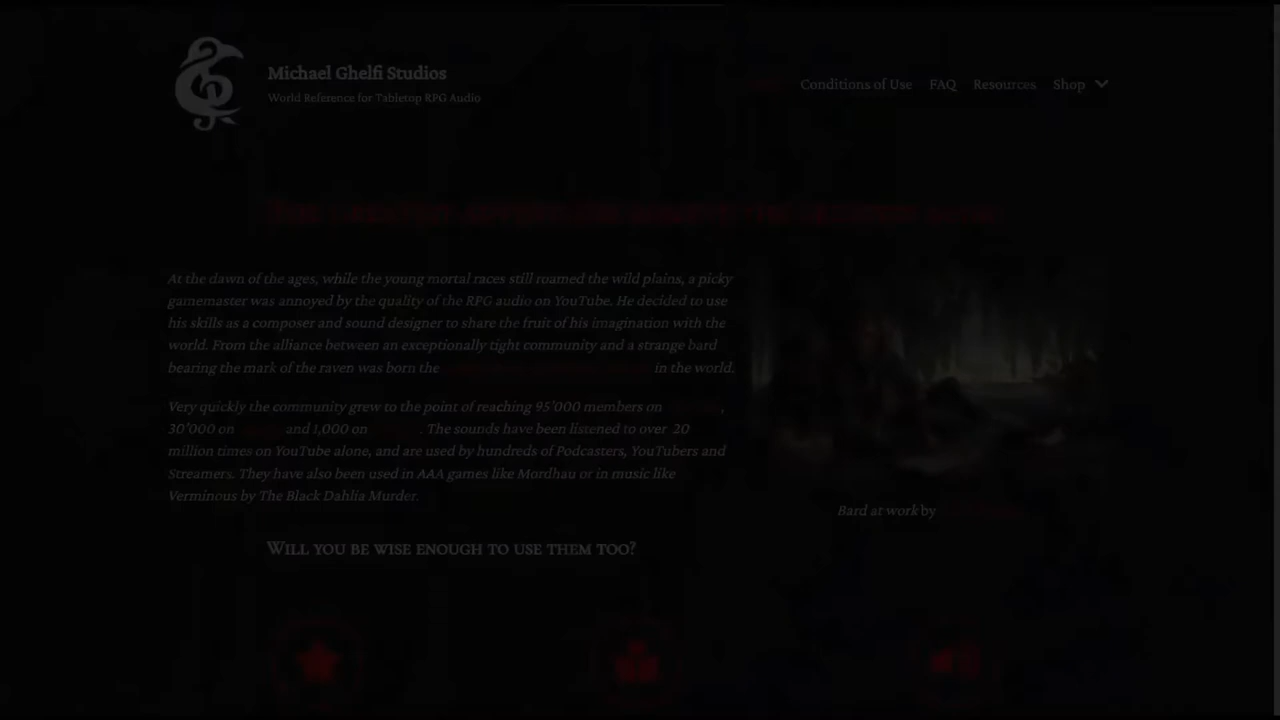 Michael Ghelfi Studios
World Reference for Tabletop RPG Audio
Conditions of Use FAQ Resources Shop
At the dawn of the ages, while the young mortal races still roamed the wild plains, a picky
gamemaster was annoyed by the quality of the RPG audio on YouTube. He decided to use
his skills as a composer and sound designer to share the fruit of his imagination with the
world. From the alliance between an exceptionally tight community and a strange bard
bearing the mark of the raven was born the in the world.
Very quickly the community grew to the point of reaching 95'000 members on ,
30'000 on and 1,000 on . The sounds have been listened to over 20
million times on YouTube alone, and are used by hundreds of Podcasters, YouTubers and
Streamers. They have also been used in AAA games like Mordhau or in music like
Verminous by The Black Dahlia Murder.
Bard at work by
Will you be wise enough to use them too?